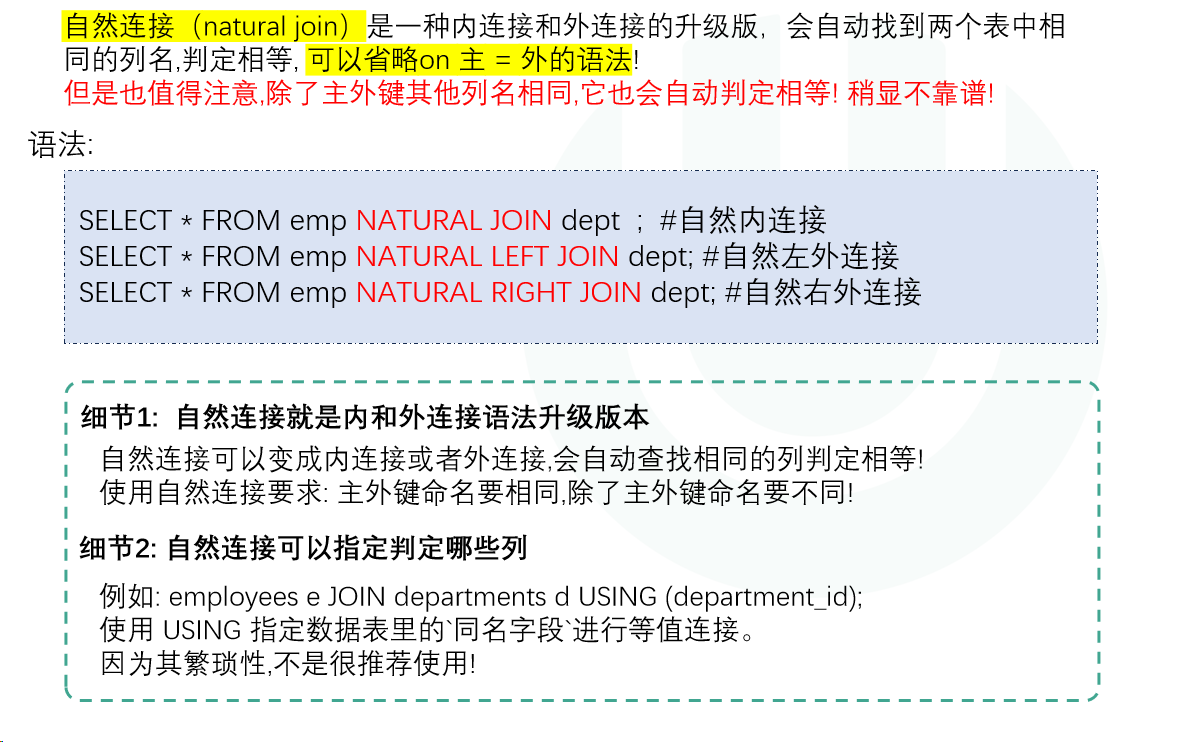 自然连接（natural join）是一种内连接和外连接的升级版，会自动找到两个表中相
同的列名,判定相等, 可以省略on 主 = 外的语法!
但是也值得注意,除了主外键其他列名相同,它也会自动判定相等! 稍显不靠谱!
语法:
SELECT * FROM emp NATURAL JOIN dept ; #自然内连接
SELECT * FROM emp NATURAL LEFT JOIN dept; #自然左外连接
SELECT * FROM emp NATURAL RIGHT JOIN dept; #自然右外连接
细节1: 自然连接就是内和外连接语法升级版本
自然连接可以变成内连接或者外连接,会自动查找相同的列判定相等!
使用自然连接要求: 主外键命名要相同,除了主外键命名要不同!
细节2: 自然连接可以指定判定哪些列
例如: employees e JOIN departments d USING (department_id);
使用 USING 指定数据表里的`同名字段`进行等值连接。
因为其繁琐性,不是很推荐使用!